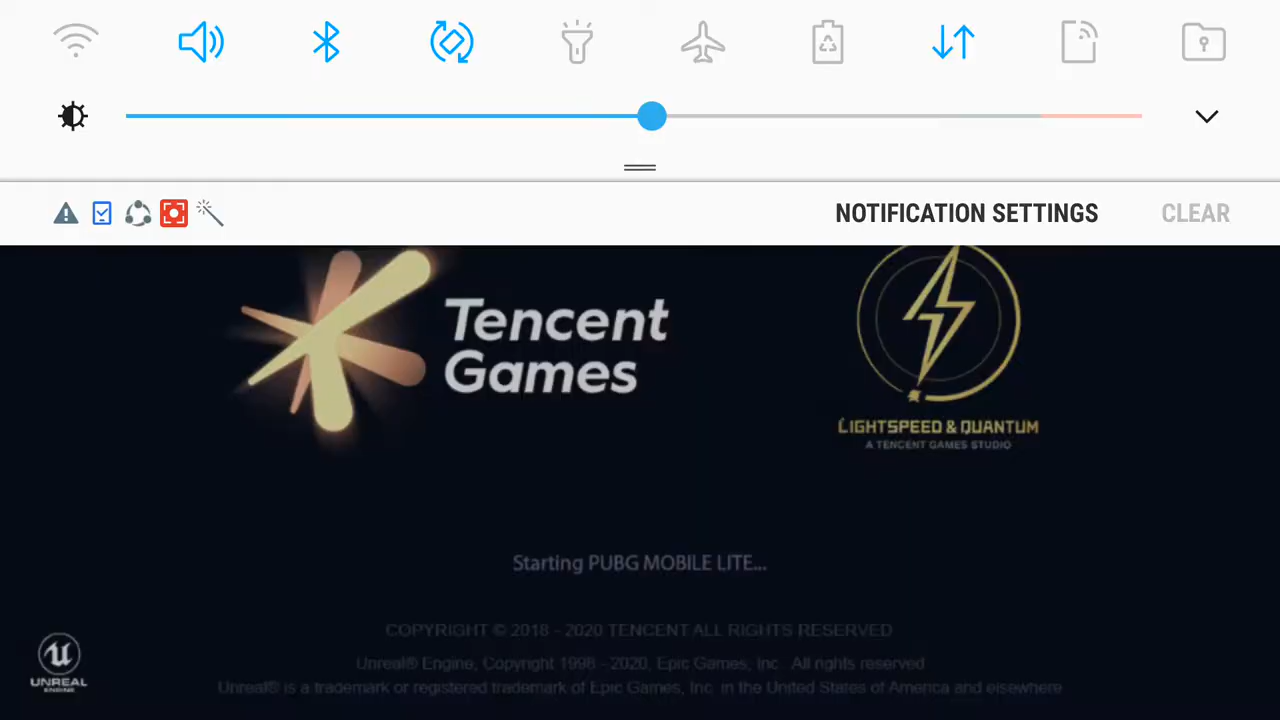 NOTIFICATION SETTINGS CLEAR
Tencent
Games
LIGHTSPEED & QUANTUM
A TENCENT GAMES STUDIO
Starting PUBG MOBILE LITE...
COPYRIGHT © 2018 - 2020 TENCENT ALL RIGHTS RESERVED
Unreal® Engine, Copyright 1998 - 2020, Epic Games, Inc. All rights reserved
Unreal® is a trademark or registered trademark of Epic Games, Inc. in the United States of America and elsewhere
UNREAL
ENGINE